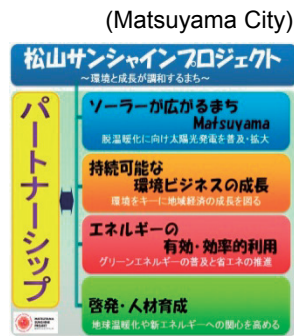 (Matsuyama City)
松山サンシャインプロジェクト
~環境と成長が調和するまち~
パートナーシップ
ソーラーが広がるまち
Matsuyama
脱温暖化に向け太陽光発電を普及・拡大
持続可能な
環境ビジネスの成長
環境をキーに地域経済の成長を図る
エネルギーの
有効・効率的利用
グリーンエネルギーの普及と省エネの推進
啓発・人材育成
地球温暖化や新エネルギーへの関心を高める
MATSUYAMA
SUNSHINE
PROJECT